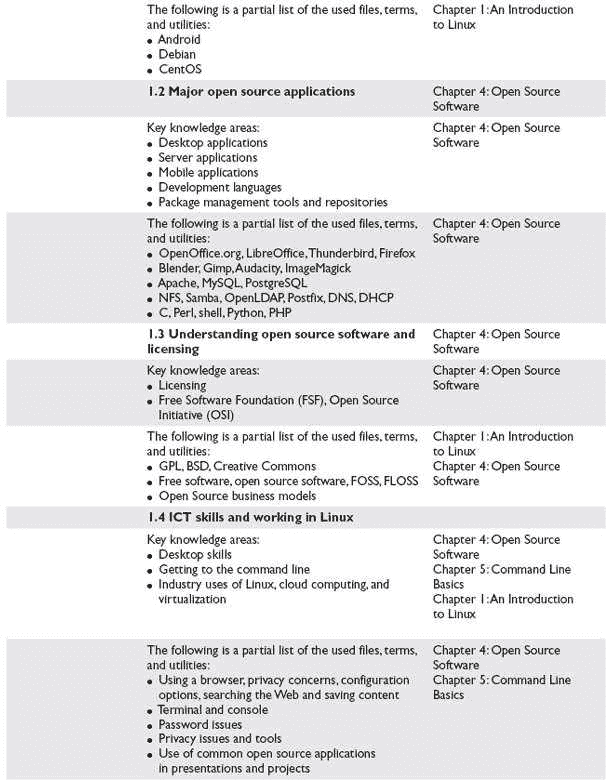 The following is a partial list of the used files, terms,
and utilities:
• Android
• Debian
• CentOS
Chapter 1: An Introduction
to Linux
1.2 Major open source applications
Chapter 4: Open Source
Software
Key knowledge areas:
• Desktop applications
• Server applications
• Mobile applications
• Development languages
• Package management tools and repositories
Chapter 4: Open Source
Software
The following is a partial list of the used files, terms,
and utilities:
• OpenOffice.org, LibreOffice, Thunderbird, Firefox
• Blender, Gimp, Audacity, ImageMagick
• Apache, MySQL, PostgreSQL
• NFS, Samba, OpenLDAP, Postfix, DNS, DHCP
• C, Perl, shell, Python, PHP
Chapter 4: Open Source
Software
1.3 Understanding open source software and
licensing
Chapter 4: Open Source
Software
Key knowledge areas:
• Licensing
• Free Software Foundation (FSF), Open Source
Initiative (OSI)
Chapter 4: Open Source
Software
The following is a partial list of the used files, terms,
and utilities:
• GPL, BSD, Creative Commons
• Free software, open source software, FOSS, FLOSS
• Open Source business models
Chapter 1: An Introduction
to Linux
Chapter 4: Open Source
Software
1.4 ICT skills and working in Linux
Key knowledge areas:
• Desktop skills
• Getting to the command line
• Industry uses of Linux, cloud computing, and
virtualization
Chapter 4: Open Source
Software
Chapter 5: Command Line
Basics
Chapter 1: An Introduction
to Linux
The following is a partial list of the used files, terms,
and utilities:
• Using a browser, privacy concerns, configuration
options, searching the Web and saving content
• Terminal and console
• Password issues
• Privacy issues and tools
• Use of common open source applications
in presentations and projects
Chapter 4: Open Source
Software
Chapter 5: Command Line
Basics